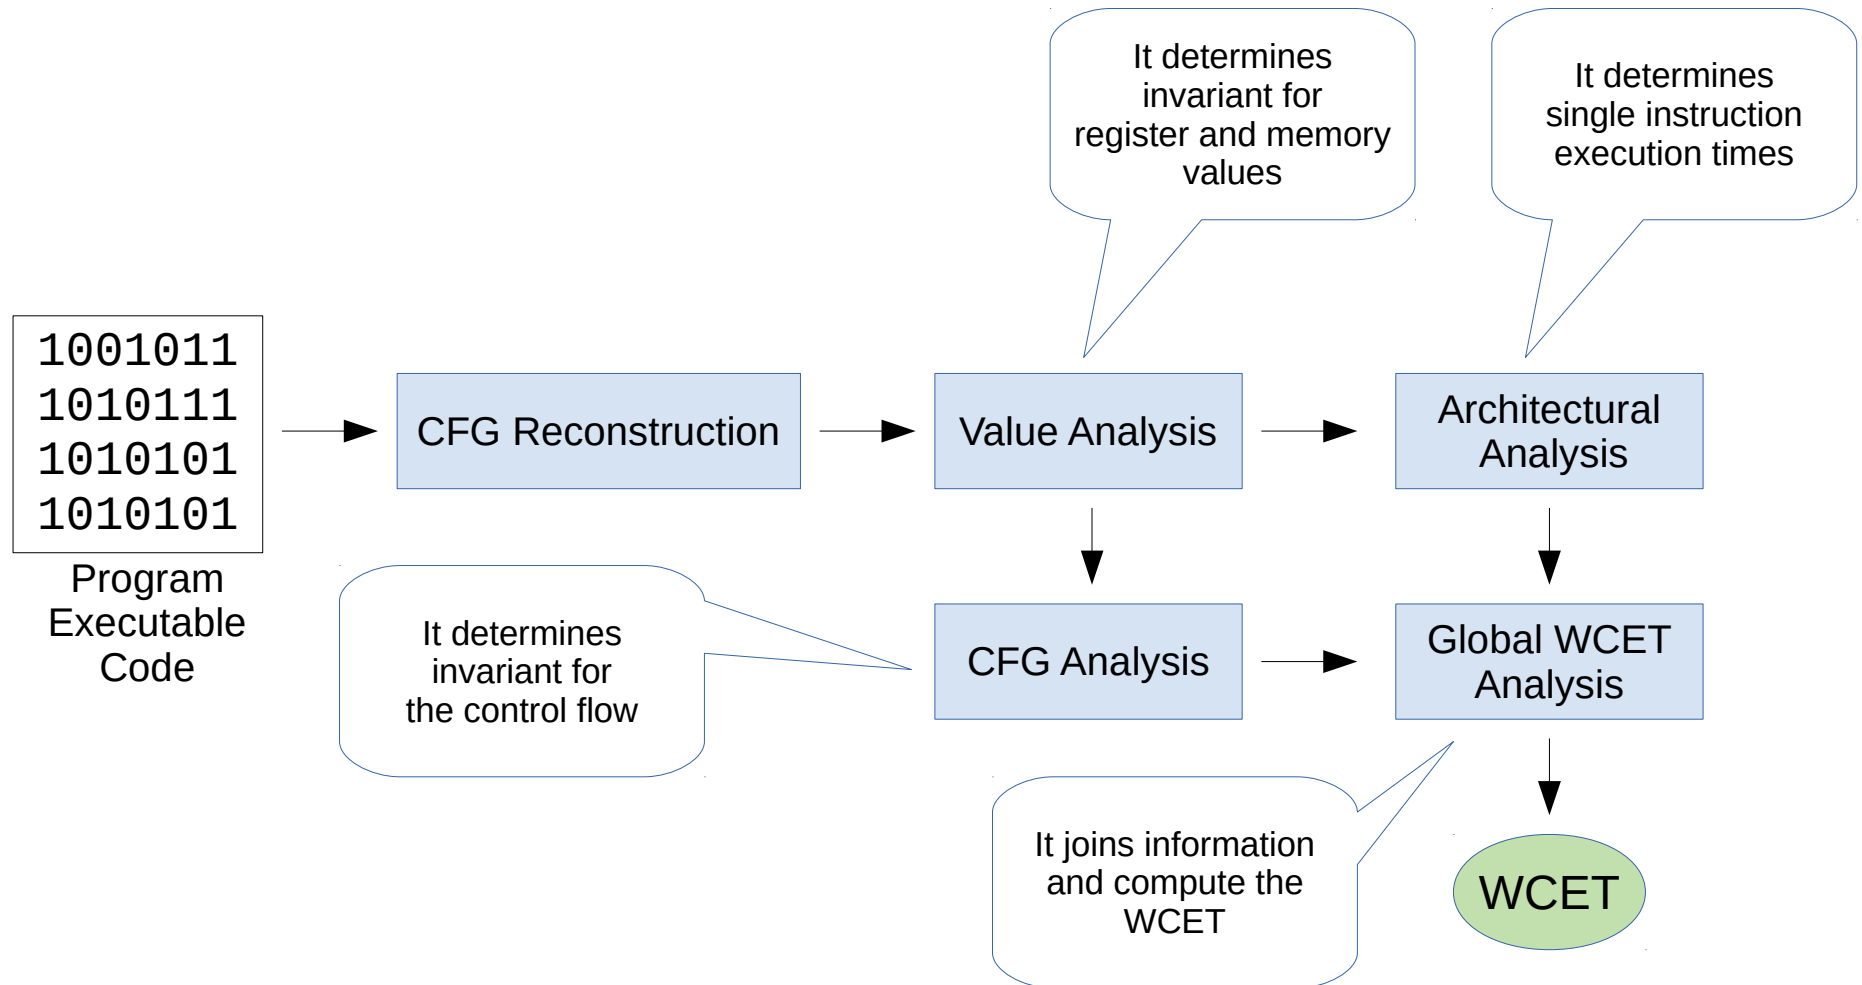 It determines
invariant for
register and memory
values
It determines
single instruction
execution times
1001011
1010111
1010101
1010101
Program
Executable
Code
CFG Reconstruction
Value Analysis
Architectural
Analysis
It determines
invariant for
the control flow
CFG Analysis
Global WCET
Analysis
It joins information
and compute the
WCET
WCET